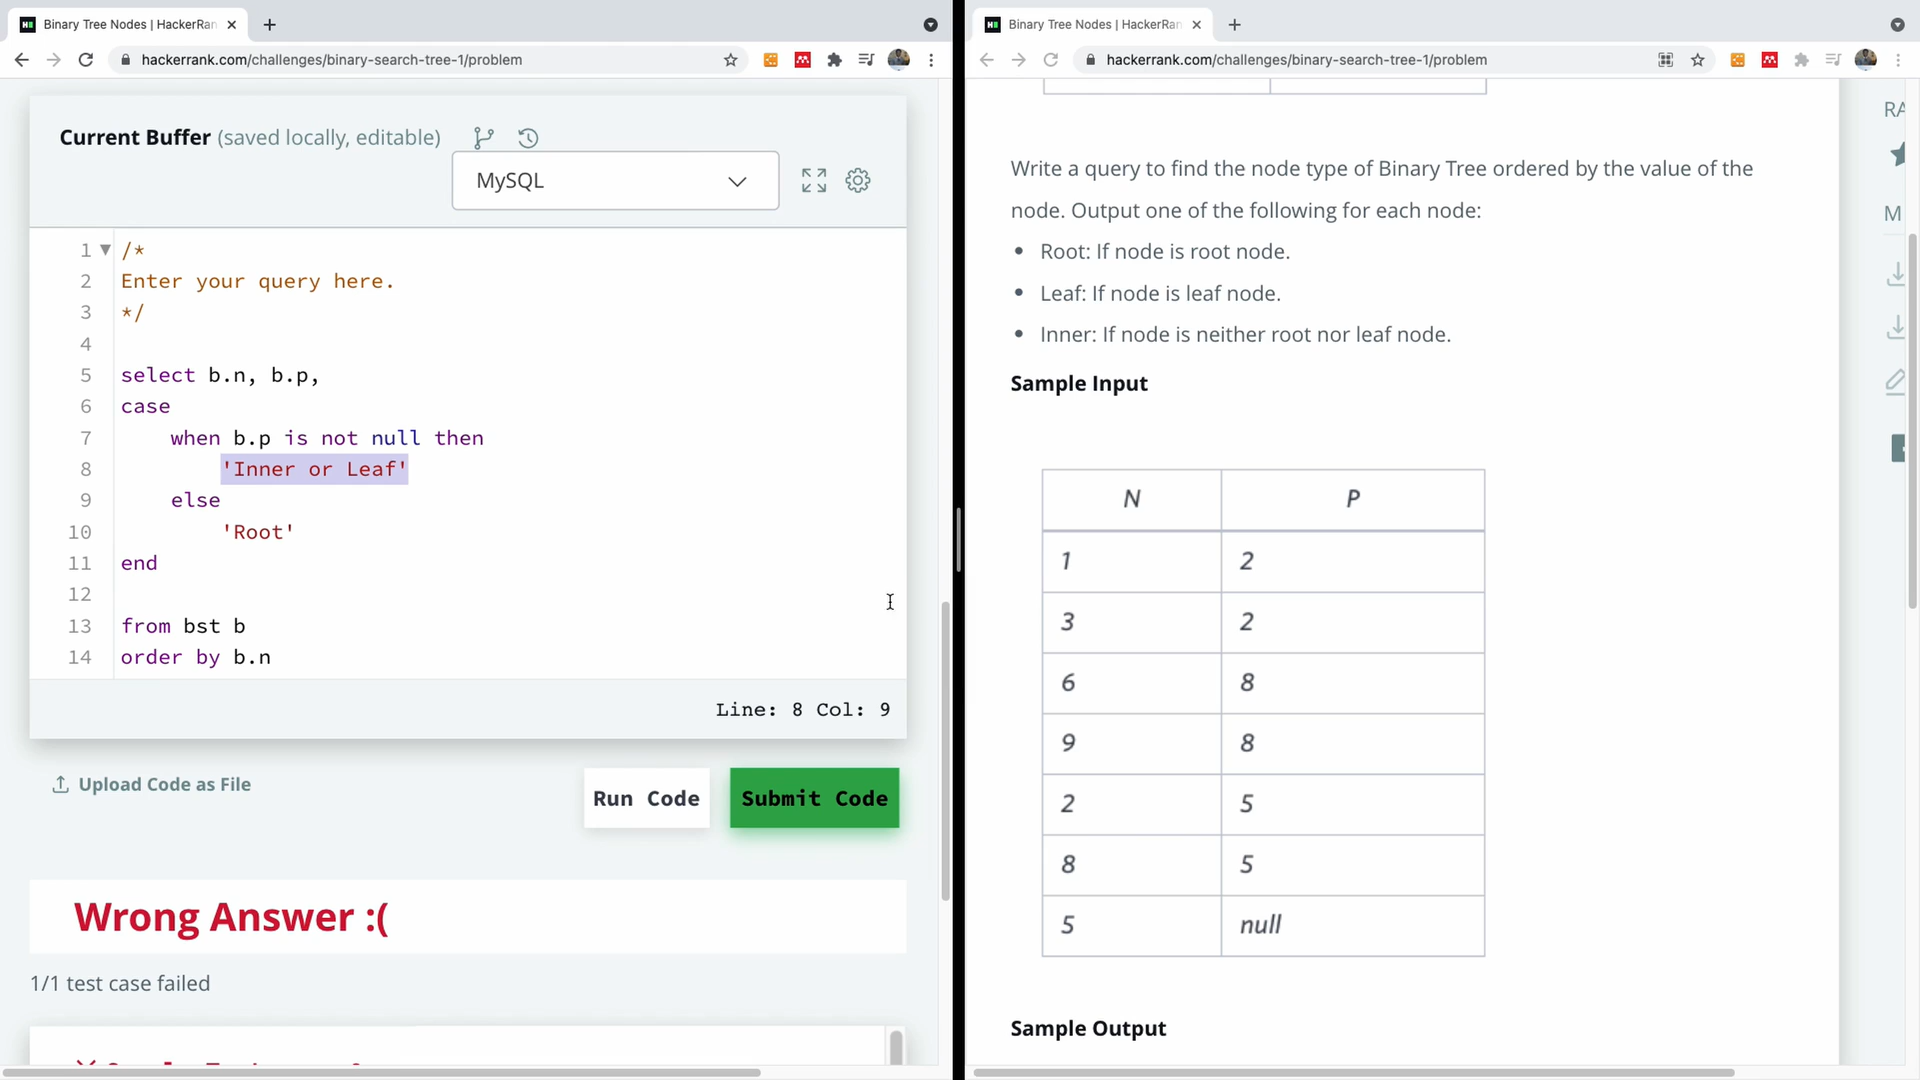 Binary Tree Nodes | HackerRan
hackerrank.com/challenges/binary-search-tree-1/problem
Current Buffer (saved locally, editable)
MySQL
1 /*
2 Enter your query here.
3 */
4
5 select b.n, b.p,
6 case
7 when b.p is not null then
8 'Inner or Leaf'
9 else
10 'Root'
11 end
12
13 from bst b
14 order by b.n
Line: 8 Col: 9
Upload Code as File
Run Code
Submit Code
Wrong Answer :(
1/1 test case failed
Binary Tree Nodes | HackerRan
hackerrank.com/challenges/binary-search-tree-1/problem
RA
Write a query to find the node type of Binary Tree ordered by the value of the
node. Output one of the following for each node:
M
• Root: If node is root node.
• Leaf: If node is leaf node.
• Inner: If node is neither root nor leaf node.
Sample Input
N P
1 2
3 2
6 8
9 8
2 5
8 5
5 null
Sample Output